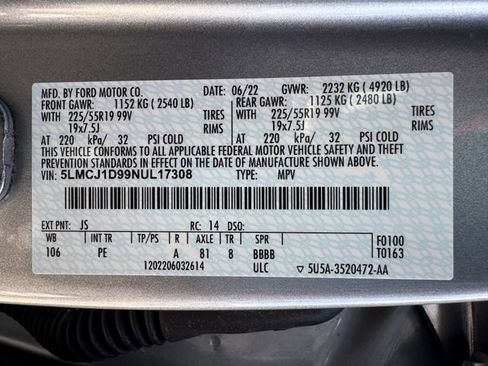 MFD. BY FORD MOTOR CO. 06/22 GVWR: 2232 KG ( 4920 LB)
FRONT GAWR: 1152 KG ( 2540 LB) REAR GAWR: 1125 KG ( 2480 LB)
WITH 225/55R19 99V TIRES WITH 225/55R19 99V TIRES
19x7.5J RIMS 19x7.5J RIMS
AT 220 kPa/ 32 PSI COLD AT 220 kPa/ 32 PSI COLD
THIS VEHICLE CONFORMS TO ALL APPLICABLE FEDERAL MOTOR VEHICLE SAFETY AND THEFT
PREVENTION STANDARDS IN EFFECT ON THE DATE OF MANUFACTURE SHOWN ABOVE.
VIN: 5LMCJ1D99NUL17308 TYPE: MPV
EXT PNT: JS RC: 14 DSO: F0100
WB INT TR TP/PS R AXLE TR SPR T0163
106 PE A 81 8 BBBB
1202206032614 ULC ▽5U5A-3520472-AA